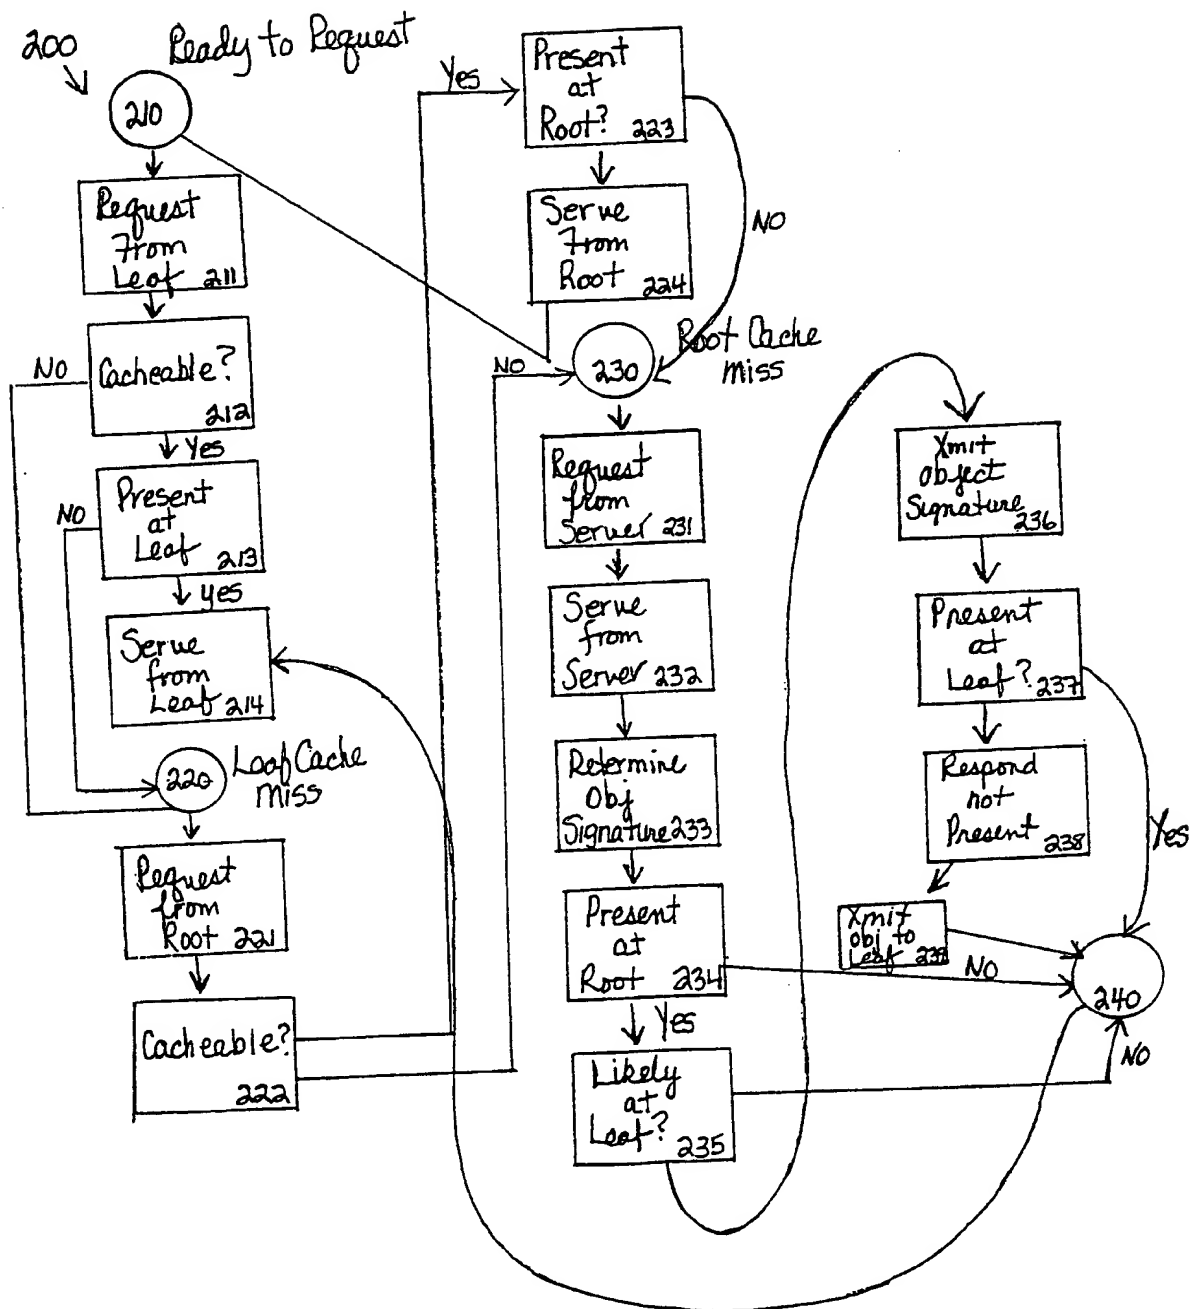 200
Ready to Request
210
Request
From
Leaf 211
NO
Cacheable?
212
Yes
NO
Present
at
Leaf 213
yes
Serve
from
Leaf 214
220
Leaf Cache
miss
Request
from
Root 221
Cacheable?
222
Yes
Present
at
Root? 223
NO
Serve
From
Root 224
NO
230
Root Cache
miss
Request
from
Server 231
Serve
from
Server 232
Determine
Obj
Signature 233
Present
at
Root 234
NO
Yes
Likely
at
Leaf? 235
NO
Xmit
Object
Signature 236
Present
at
Leaf? 237
Yes
Respond
not
Present 238
Xmit
obj to
Leaf 239
240